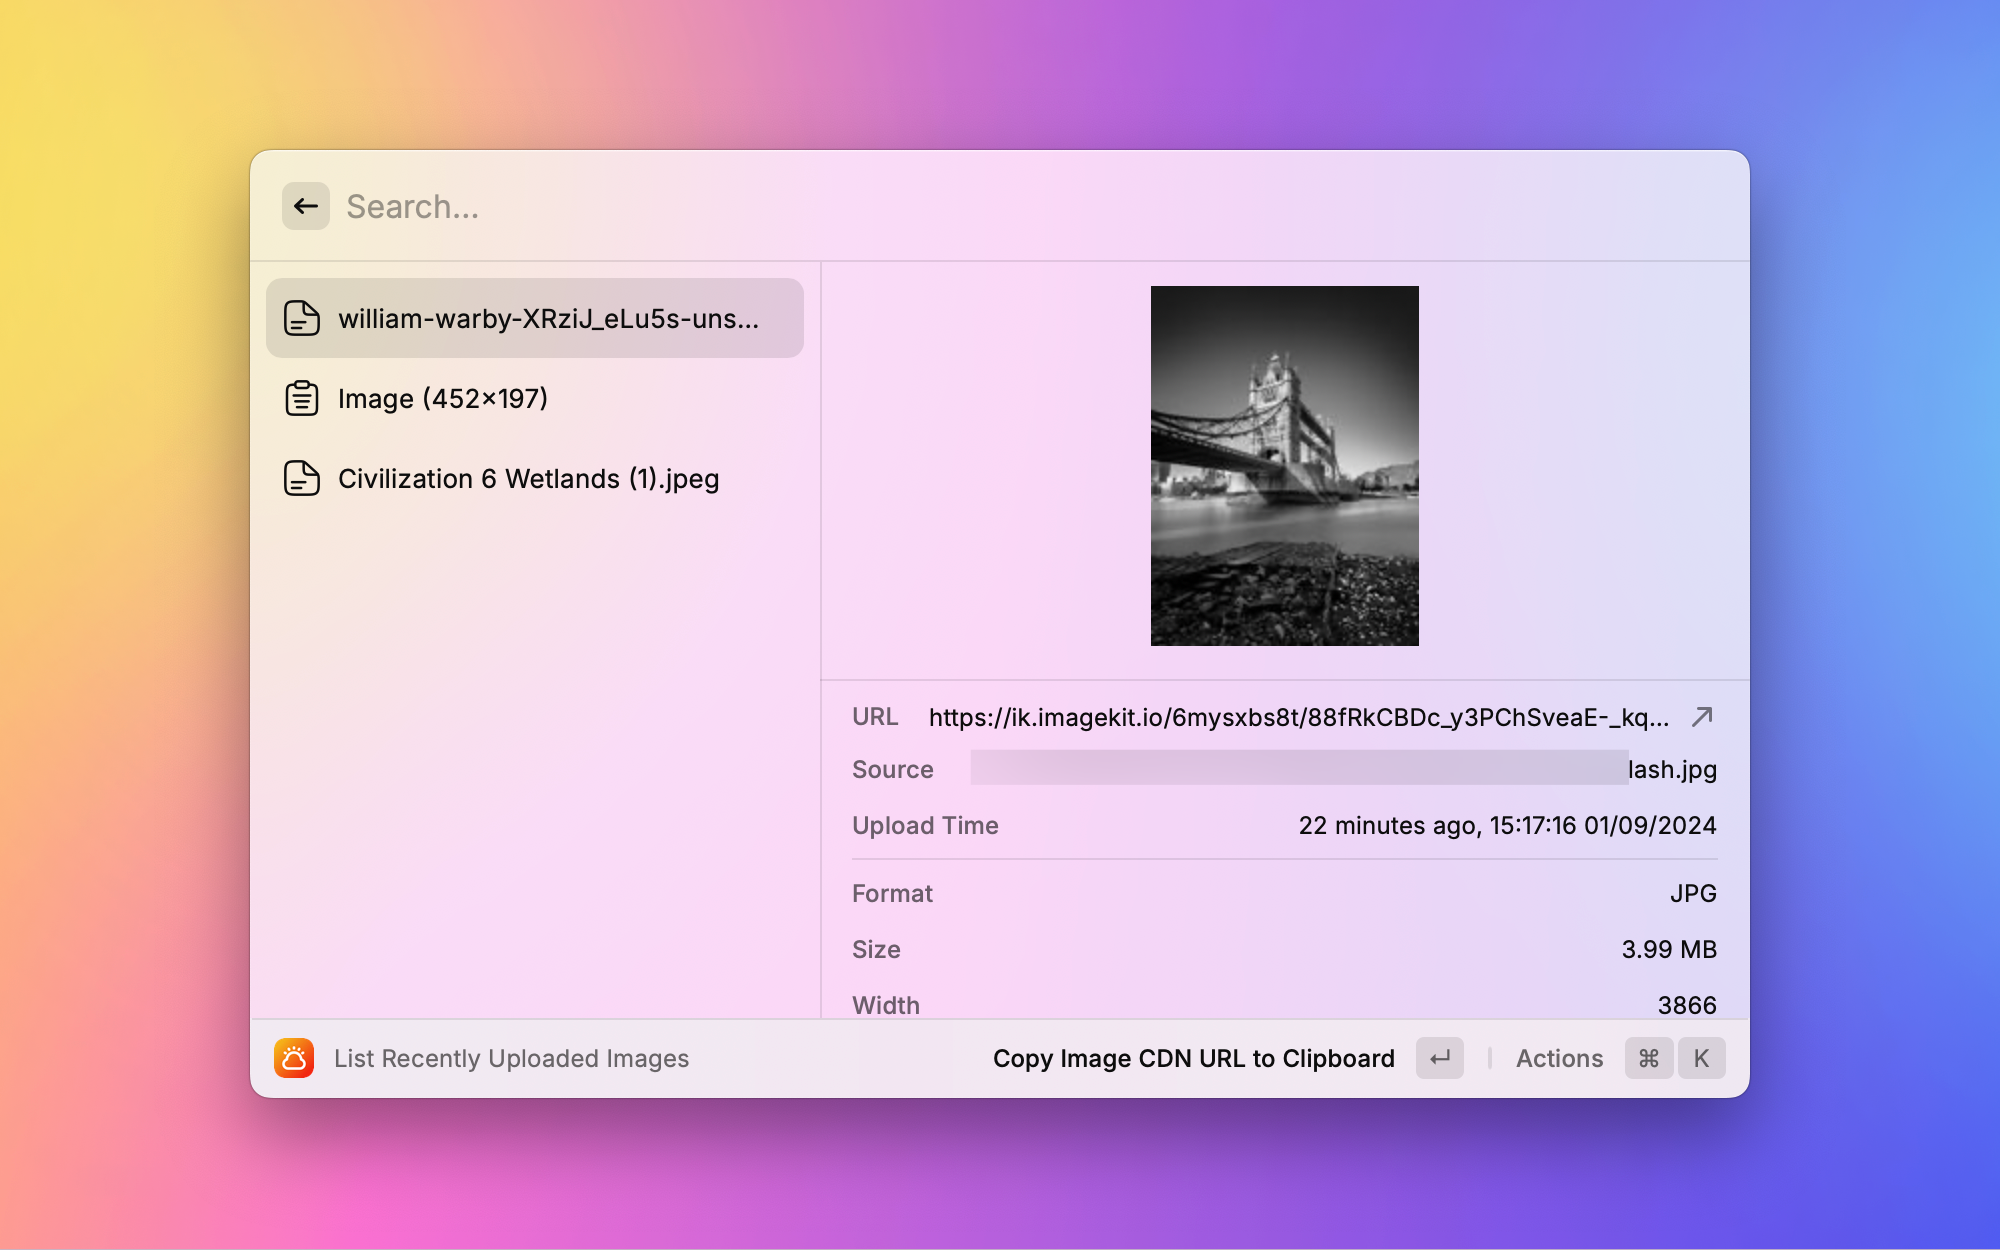 Search...
william-warby-XRziJ_eLu5s-uns...
Image (452×197)
Civilization 6 Wetlands (1).jpeg
URL https://ik.imagekit.io/6mysxbs8t/88fRkCBDc_y3PChSveaE-_kq...
Source lash.jpg
Upload Time 22 minutes ago, 15:17:16 01/09/2024
Format JPG
Size 3.99 MB
Width 3866
List Recently Uploaded Images Copy Image CDN URL to Clipboard ↵ Actions ⌘ K